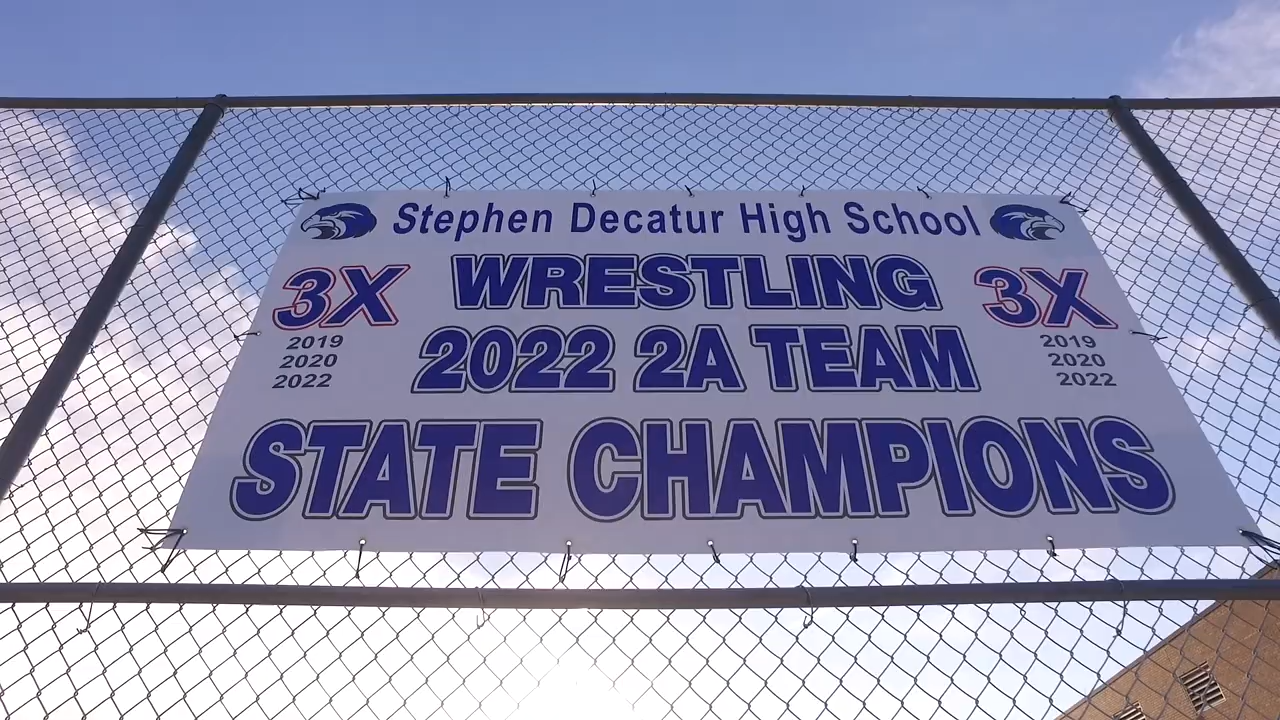 Stephen Decatur High School
3X WRESTLING 3X
2019 2022 2A TEAM 2019
2020 2020
2022 2022
STATE CHAMPIONS